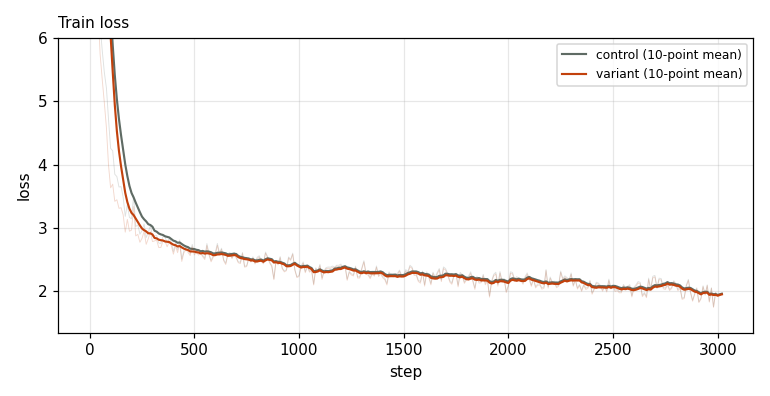 Train loss
control (10-point mean)
variant (10-point mean)
loss
6
5
4
3
2
0 500 1000 1500 2000 2500 3000
step